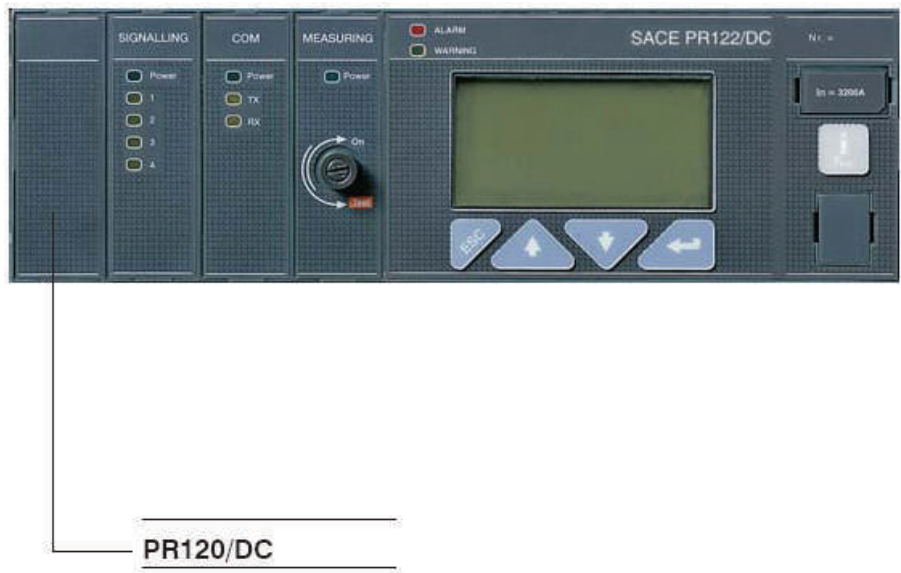 SIGNALLING
Power
1
2
3
4
COM
Power
TX
RX
MEASURING
Power
On
Test
ALARM
WARNING
SACE PR122/DC
In = 3200A
i
ESC
PR120/DC